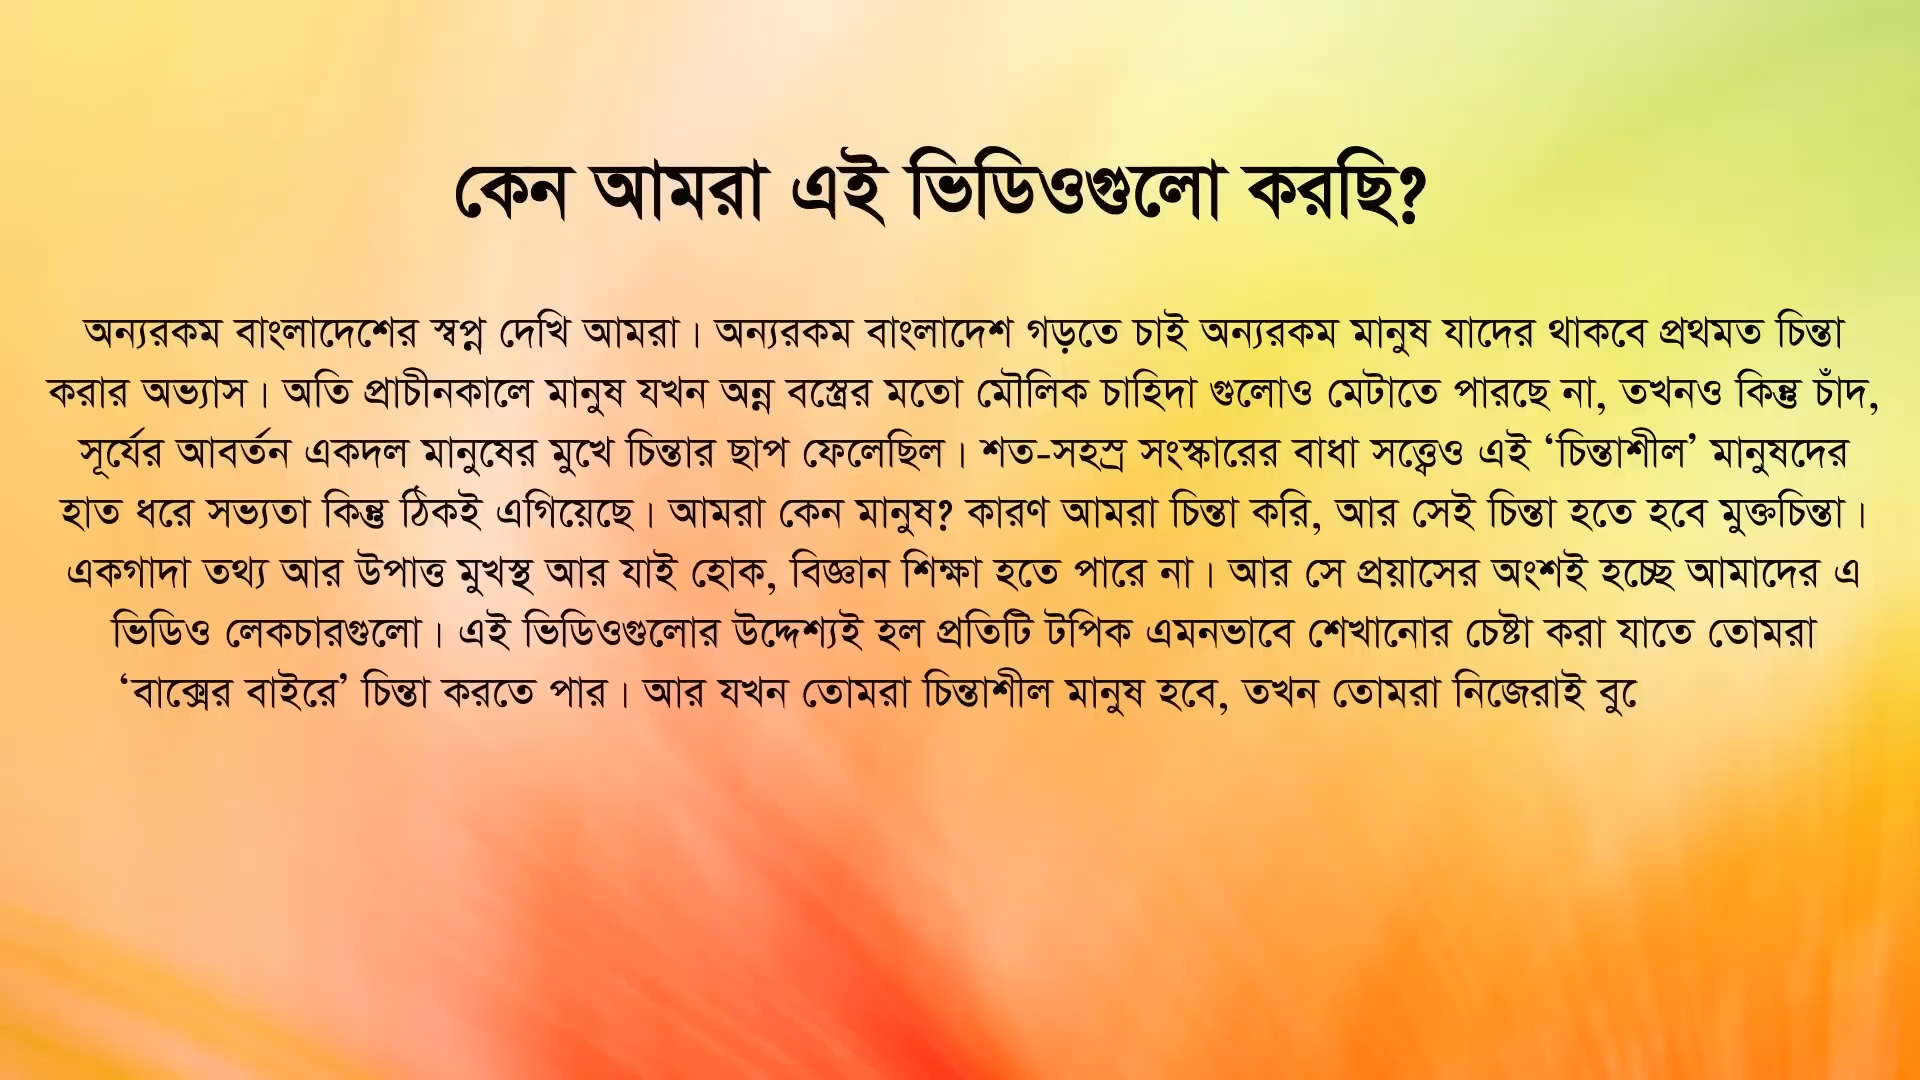 কেন আমরা এই ভিডিওগুলো করছি?
অন্যরকম বাংলাদেশের স্বপ্ন দেখি আমরা। অন্যরকম বাংলাদেশ গড়তে চাই অন্যরকম মানুষ যাদের থাকবে প্রথমত চিন্তা
করার অভ্যাস। অতি প্রাচীনকালে মানুষ যখন অন্ন বস্ত্রের মতো মৌলিক চাহিদা গুলোও মেটাতে পারছে না, তখনও কিন্তু চাঁদ,
সূর্যের আবর্তন একদল মানুষের মুখে চিন্তার ছাপ ফেলেছিল। শত-সহস্র সংস্কারের বাধা সত্ত্বেও এই ‘চিন্তাশীল’ মানুষদের
হাত ধরে সভ্যতা কিন্তু ঠিকই এগিয়েছে। আমরা কেন মানুষ? কারণ আমরা চিন্তা করি, আর সেই চিন্তা হতে হবে মুক্তচিন্তা।
একগাদা তথ্য আর উপাত্ত মুখস্থ আর যাই হোক, বিজ্ঞান শিক্ষা হতে পারে না। আর সে প্রয়াসের অংশই হচ্ছে আমাদের এ
ভিডিও লেকচারগুলো। এই ভিডিওগুলোর উদ্দেশ্যই হল প্রতিটি টপিক এমনভাবে শেখানোর চেষ্টা করা যাতে তোমরা
‘বাক্সের বাইরে’ চিন্তা করতে পার। আর যখন তোমরা চিন্তাশীল মানুষ হবে, তখন তোমরা নিজেরাই